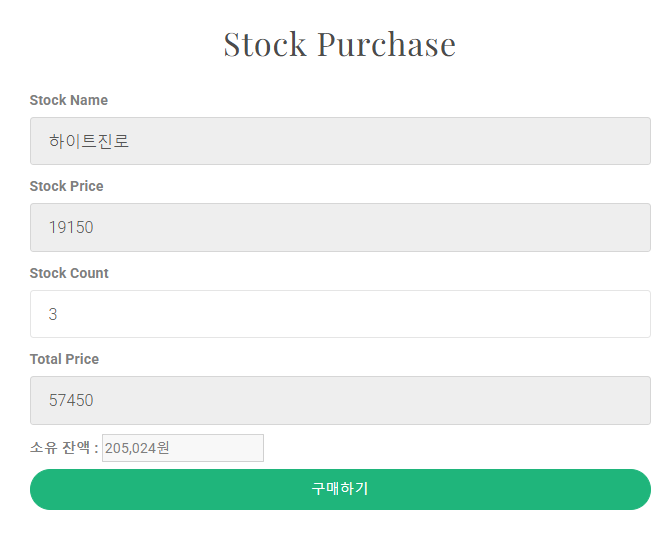 Stock Purchase
Stock Name
하이트진로
Stock Price
19150
Stock Count
3
Total Price
57450
소유 잔액 : 205,024원
구매하기